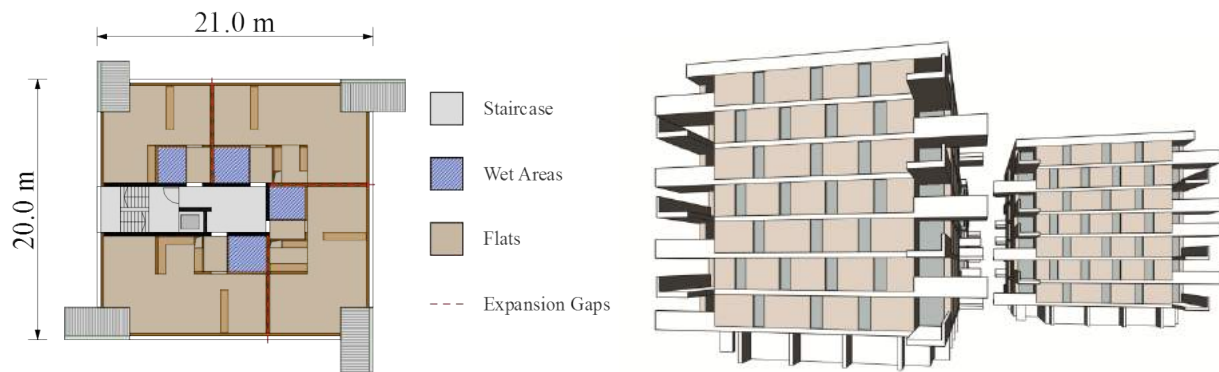 21.0 m
20.0 m
Staircase
Wet Areas
Flats
Expansion Gaps